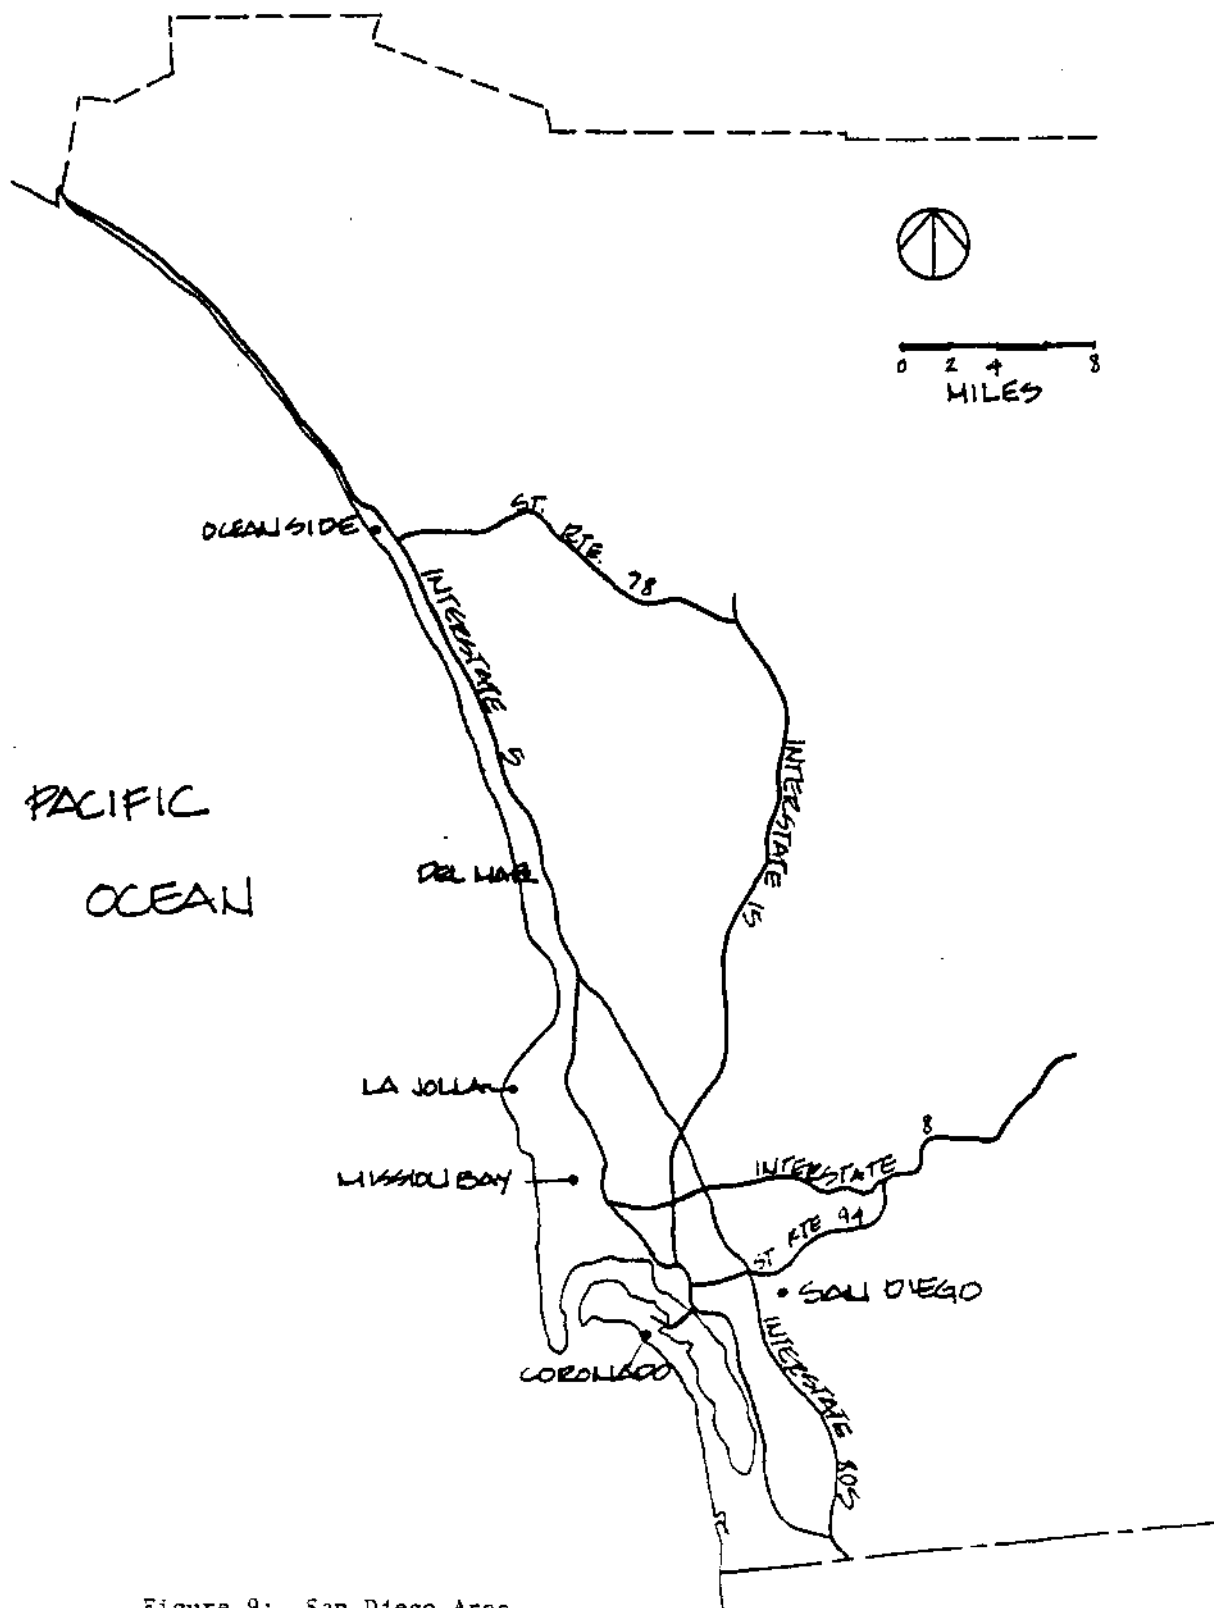 0 2 4 8
MILES
OCEANSIDE
ST. RTE. 78
INTERSTATE 5
INTERSTATE 15
PACIFIC
OCEAN
DEL MAR
LA JOLLA
MISSION BAY
INTERSTATE 8
ST RTE 94
SAN DIEGO
CORONADO
INTERSTATE 805
Figure 9: San Diego Area